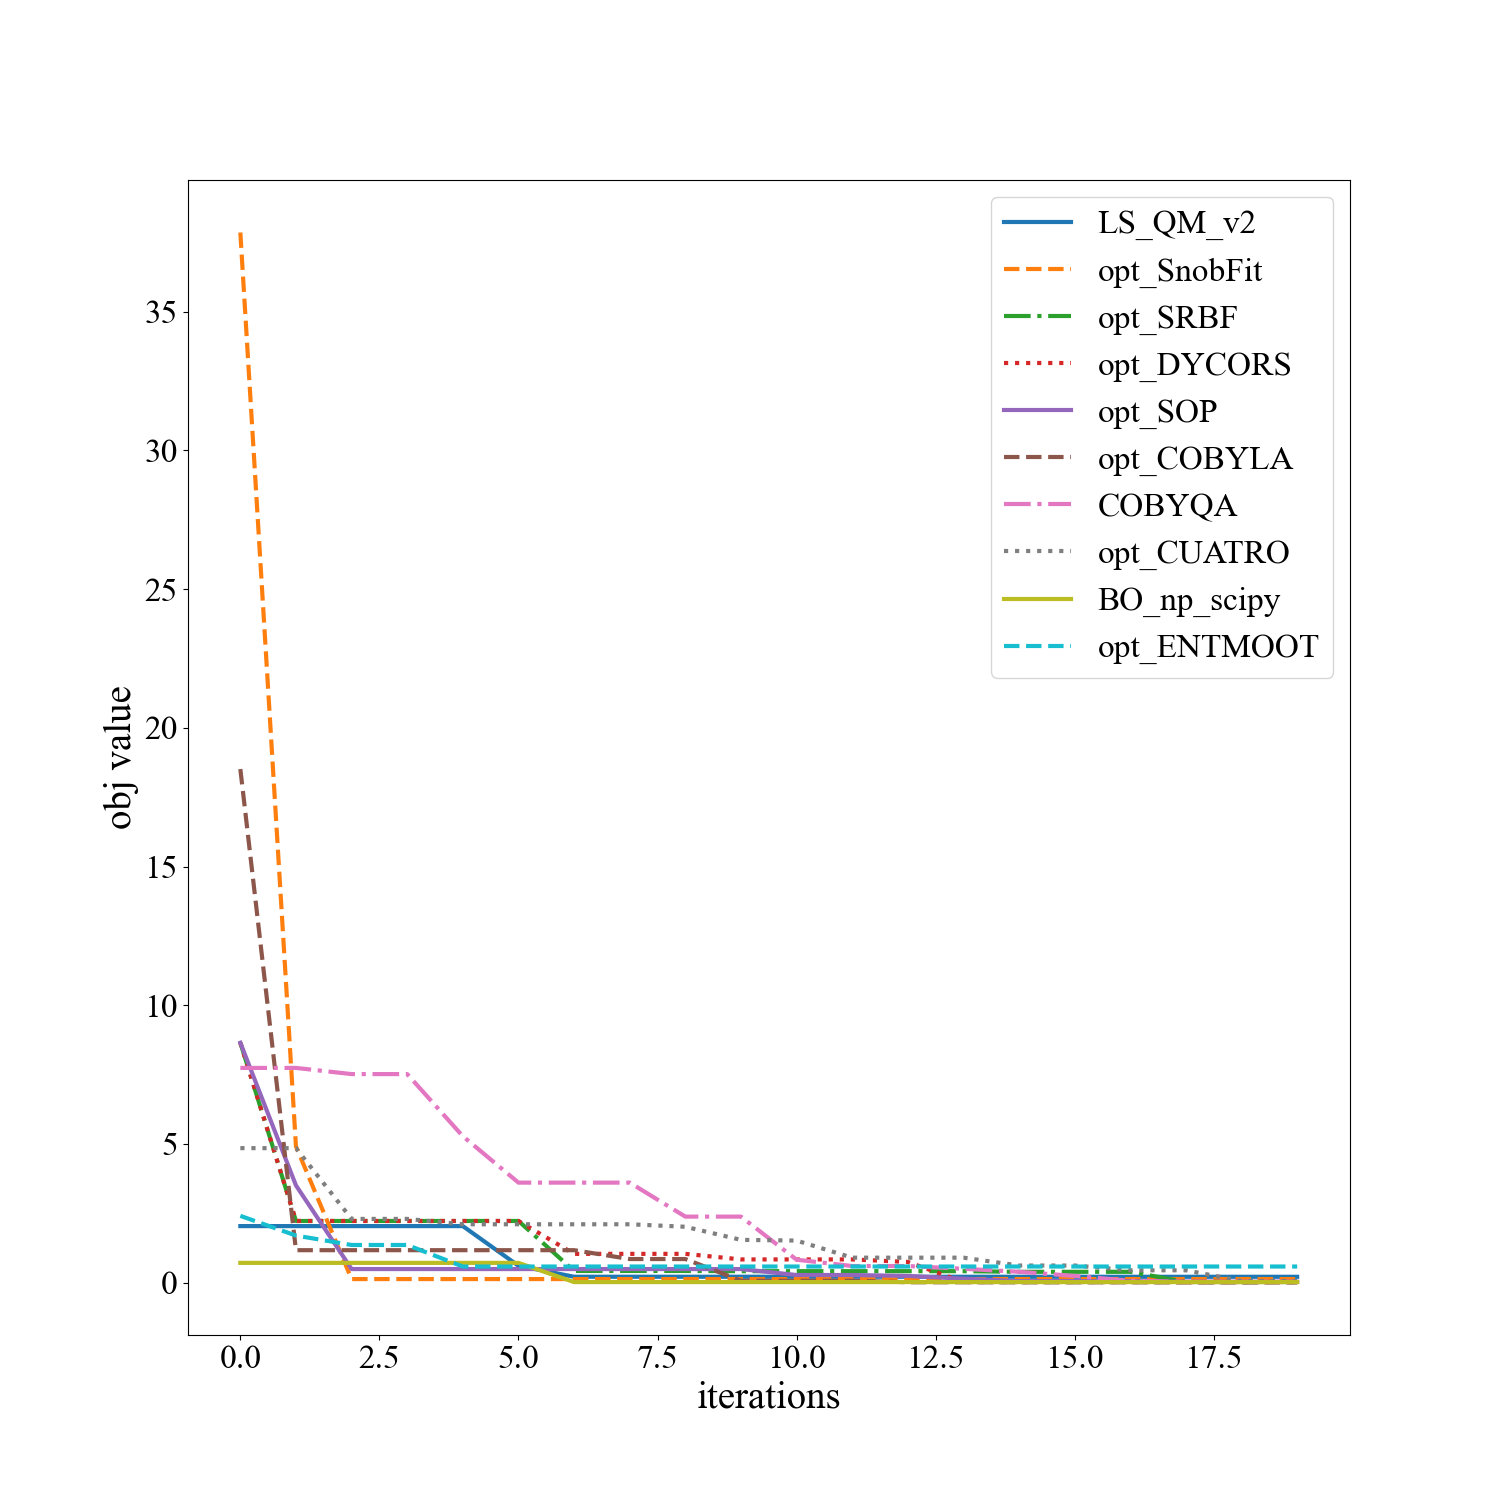 LS_QM_v2
opt_SnobFit
opt_SRBF
opt_DYCORS
opt_SOP
opt_COBYLA
COBYQA
opt_CUATRO
BO_np_scipy
opt_ENTMOOT
obj value
35
30
25
20
15
10
5
0
0.0 2.5 5.0 7.5 10.0 12.5 15.0 17.5
iterations